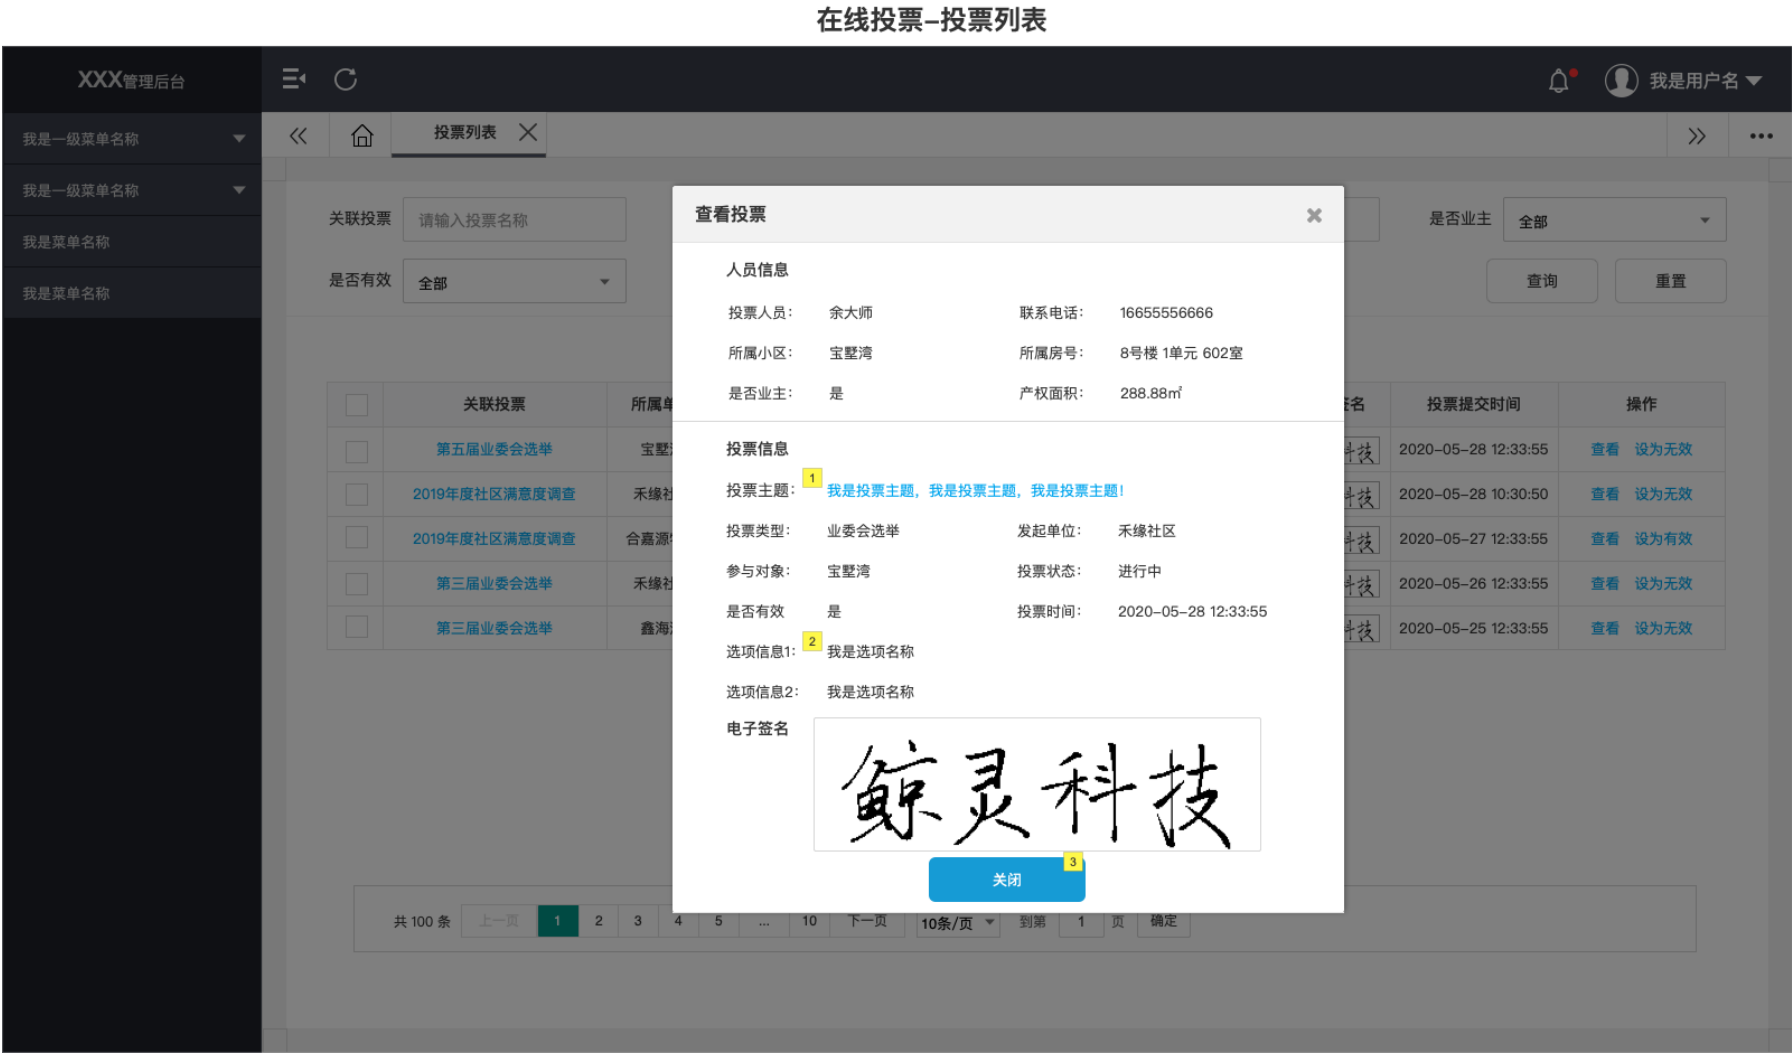 在线投票–投票列表
XXX管理后台
我是用户名
我是一级菜单名称
我是一级菜单名称
我是菜单名称
我是菜单名称
投票列表
关联投票 请输入投票名称 是否业主 全部
是否有效 全部 查询 重置
关联投票 所属单 签名 投票提交时间 操作
第五届业委会选举 宝墅湾 科技 2020–05–28 12:33:55 查看 设为无效
2019年度社区满意度调查 禾缘社 科技 2020–05–28 10:30:50 查看 设为无效
2019年度社区满意度调查 合嘉源 科技 2020–05–27 12:33:55 查看 设为有效
第三届业委会选举 禾缘社 科技 2020–05–26 12:33:55 查看 设为无效
第三届业委会选举 鑫海 科技 2020–05–25 12:33:55 查看 设为无效
查看投票
人员信息
投票人员： 余大师 联系电话： 16655556666
所属小区： 宝墅湾 所属房号： 8号楼 1单元 602室
是否业主： 是 产权面积： 288.88㎡
投票信息
1
投票主题： 我是投票主题，我是投票主题，我是投票主题！
投票类型： 业委会选举 发起单位： 禾缘社区
参与对象： 宝墅湾 投票状态： 进行中
是否有效 是 投票时间： 2020–05–28 12:33:55
2
选项信息1： 我是选项名称
选项信息2： 我是选项名称
电子签名
鲸灵科技
3
关闭
共 100 条 上一页 1 2 3 4 5 ... 10 下一页 10条/页 到第 1 页 确定